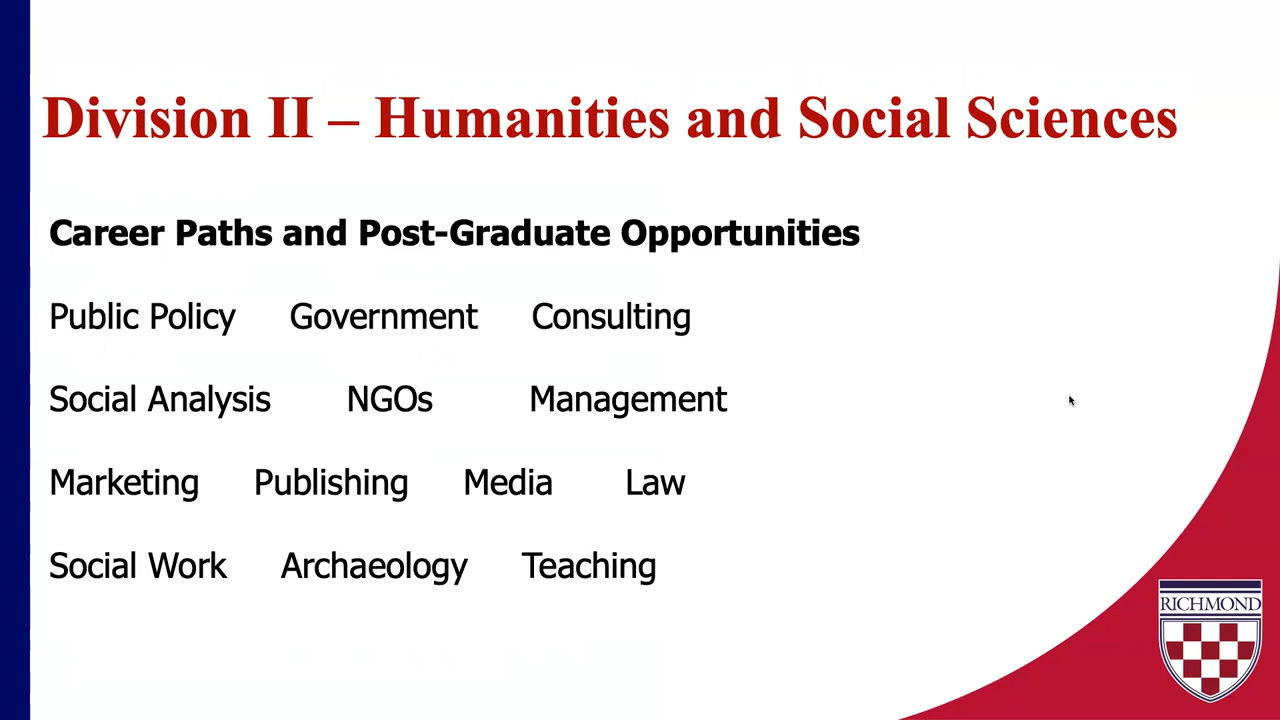 Division II – Humanities and Social Sciences
Career Paths and Post-Graduate Opportunities
Public Policy Government Consulting
Social Analysis NGOs Management
Marketing Publishing Media Law
Social Work Archaeology Teaching
RICHMOND